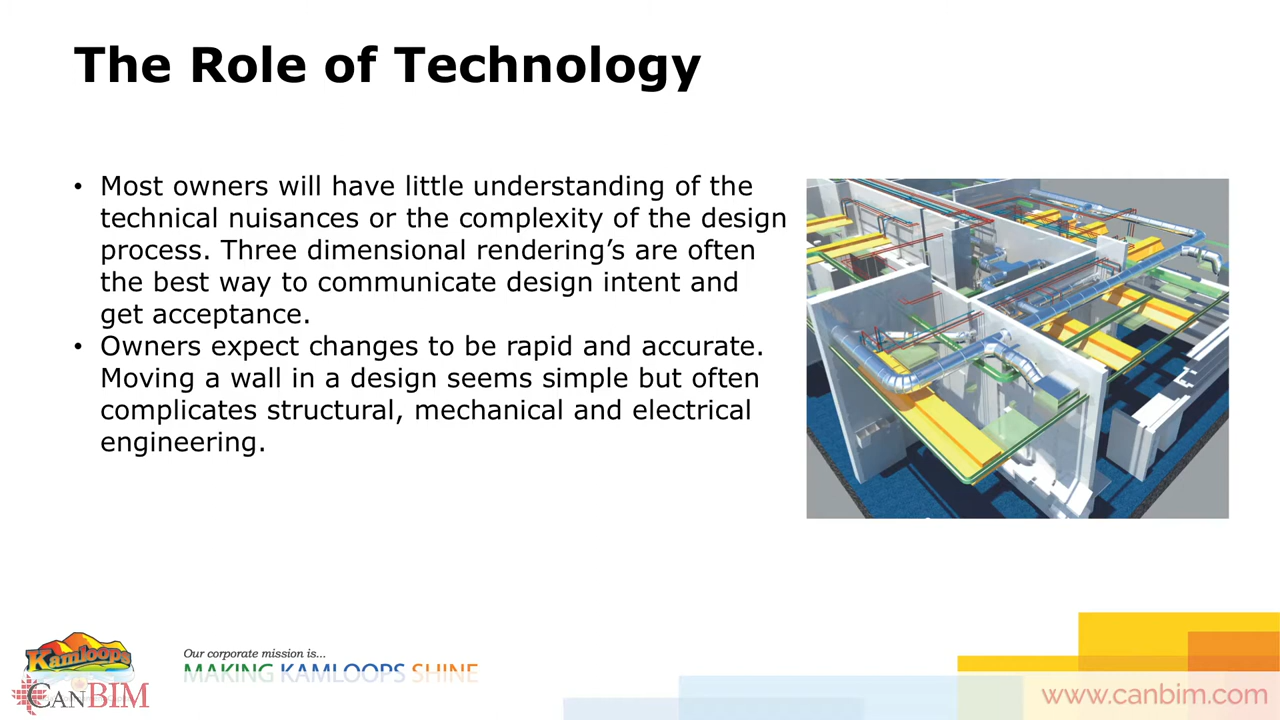 The Role of Technology
• Most owners will have little understanding of the
technical nuisances or the complexity of the design
process. Three dimensional rendering’s are often
the best way to communicate design intent and
get acceptance.
• Owners expect changes to be rapid and accurate.
Moving a wall in a design seems simple but often
complicates structural, mechanical and electrical
engineering.
Kamloops
Our corporate mission is...
MAKING KAMLOOPS SHINE
CANBIM
www.canbim.com